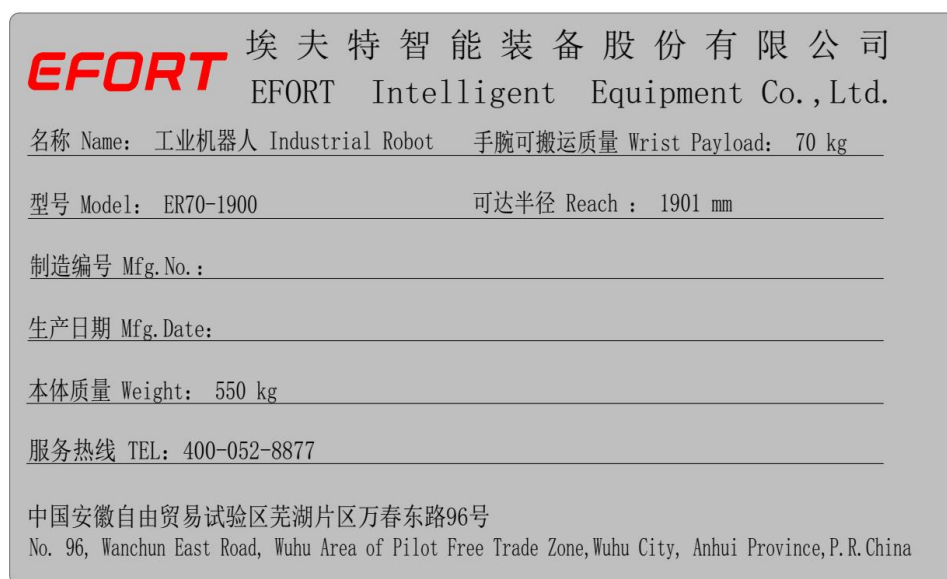 EFORT 埃夫特智能装备股份有限公司
EFORT Intelligent Equipment Co.,Ltd.
名称 Name: 工业机器人 Industrial Robot 手腕可搬运质量 Wrist Payload: 70 kg
型号 Model: ER70-1900 可达半径 Reach : 1901 mm
制造编号 Mfg.No.:
生产日期 Mfg.Date:
本体质量 Weight: 550 kg
服务热线 TEL: 400-052-8877
中国安徽自由贸易试验区芜湖片区万春东路96号
No. 96, Wanchun East Road, Wuhu Area of Pilot Free Trade Zone,Wuhu City, Anhui Province,P.R.China